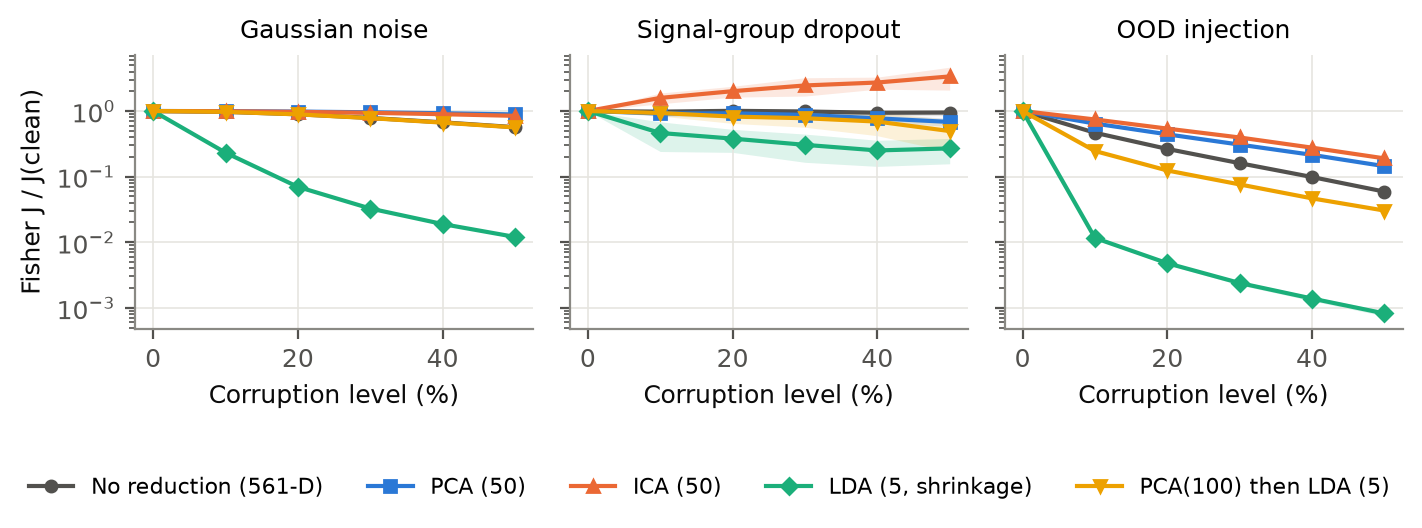 Gaussian noise
Signal-group dropout
OOD injection
Fisher J / J(clean)
10⁰
10⁻¹
10⁻²
10⁻³
0 20 40
0 20 40
0 20 40
Corruption level (%)
Corruption level (%)
Corruption level (%)
No reduction (561-D) PCA (50) ICA (50) LDA (5, shrinkage) PCA(100) then LDA (5)